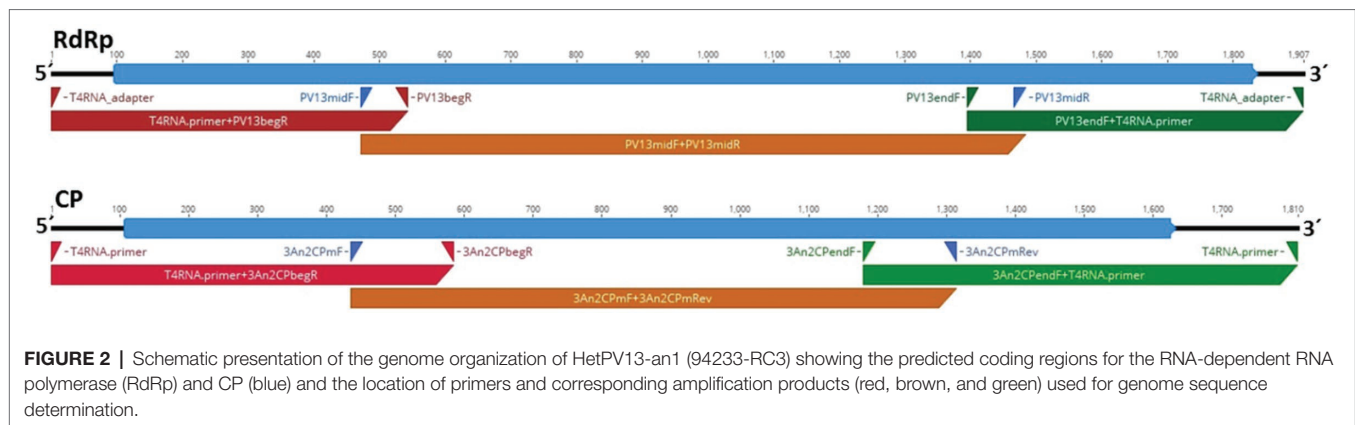 RdRp
1 100 200 300 400 500 600 700 800 900 1,000 1,100 1,200 1,300 1,400 1,500 1,600 1,700 1,800 1,907
5´ 3´
T4RNA_adapter PV13midF PV13begR PV13endF PV13midR T4RNA_adapter
T4RNA.primer+PV13begR PV13endF+T4RNA.primer
PV13midF+PV13midR
CP
1 100 200 300 400 500 600 700 800 900 1,000 1,100 1,200 1,300 1,400 1,500 1,600 1,700 1,810
5´ 3´
T4RNA.primer 3An2CPmF 3An2CPbegR 3An2CPendF 3An2CPmRev T4RNA.primer
T4RNA.primer+3An2CPbegR 3An2CPendF+T4RNA.primer
3An2CPmF+3An2CPmRev
FIGURE 2 | Schematic presentation of the genome organization of HetPV13-an1 (94233-RC3) showing the predicted coding regions for the RNA-dependent RNA
polymerase (RdRp) and CP (blue) and the location of primers and corresponding amplification products (red, brown, and green) used for genome sequence
determination.